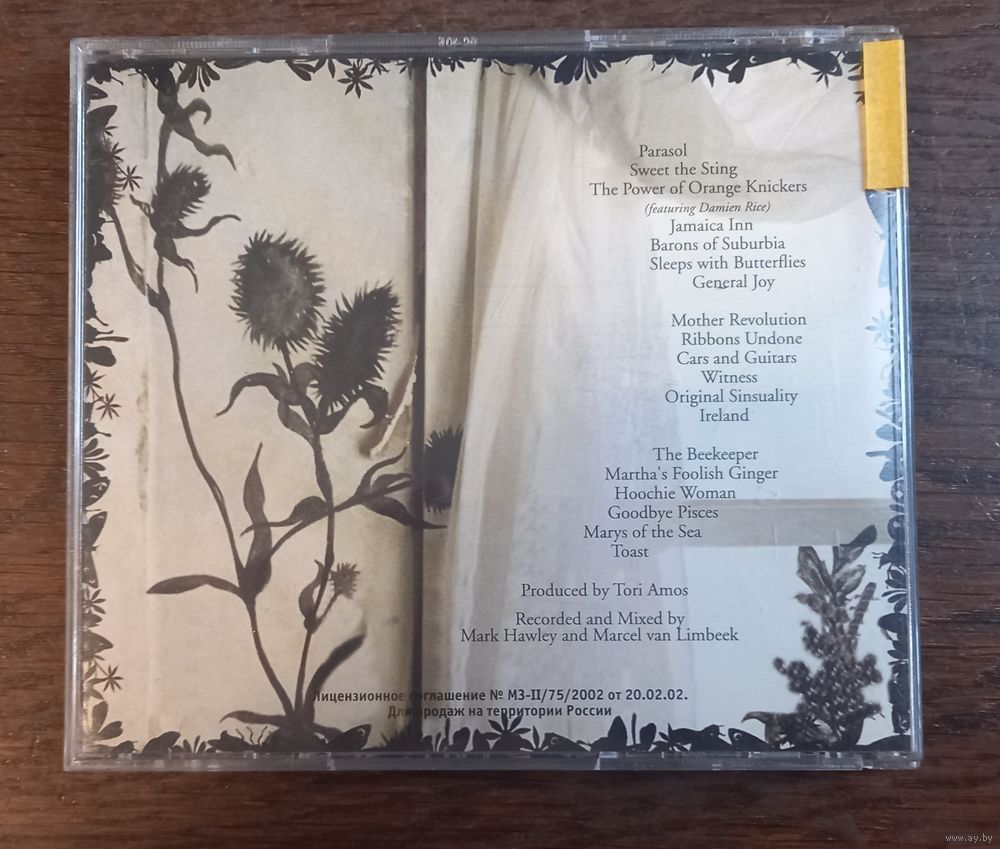 Parasol
Sweet the Sting
The Power of Orange Knickers
(featuring Damien Rice)
Jamaica Inn
Barons of Suburbia
Sleeps with Butterflies
General Joy
Mother Revolution
Ribbons Undone
Cars and Guitars
Witness
Original Sinsuality
Ireland
The Beekeeper
Martha's Foolish Ginger
Hoochie Woman
Goodbye Pisces
Marys of the Sea
Toast
Produced by Tori Amos
Recorded and Mixed by
Mark Hawley and Marcel van Limbeek
Лицензионное соглашение № МЗ-II/75/2002 от 20.02.02.
Для продаж на территории России
www.ay.by